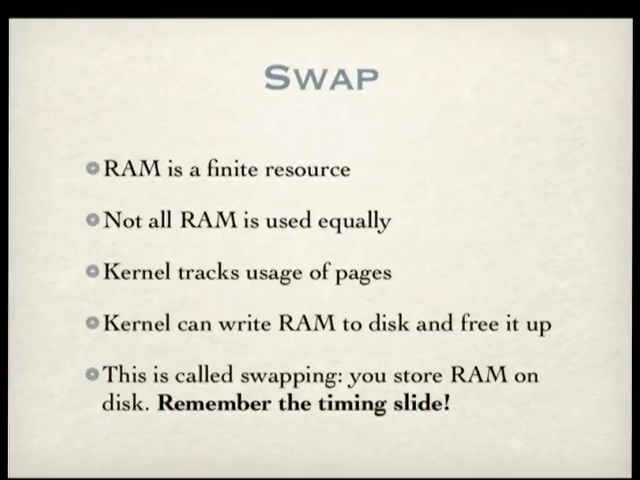 SWAP
RAM is a finite resource
Not all RAM is used equally
Kernel tracks usage of pages
Kernel can write RAM to disk and free it up
This is called swapping: you store RAM on
disk. Remember the timing slide!